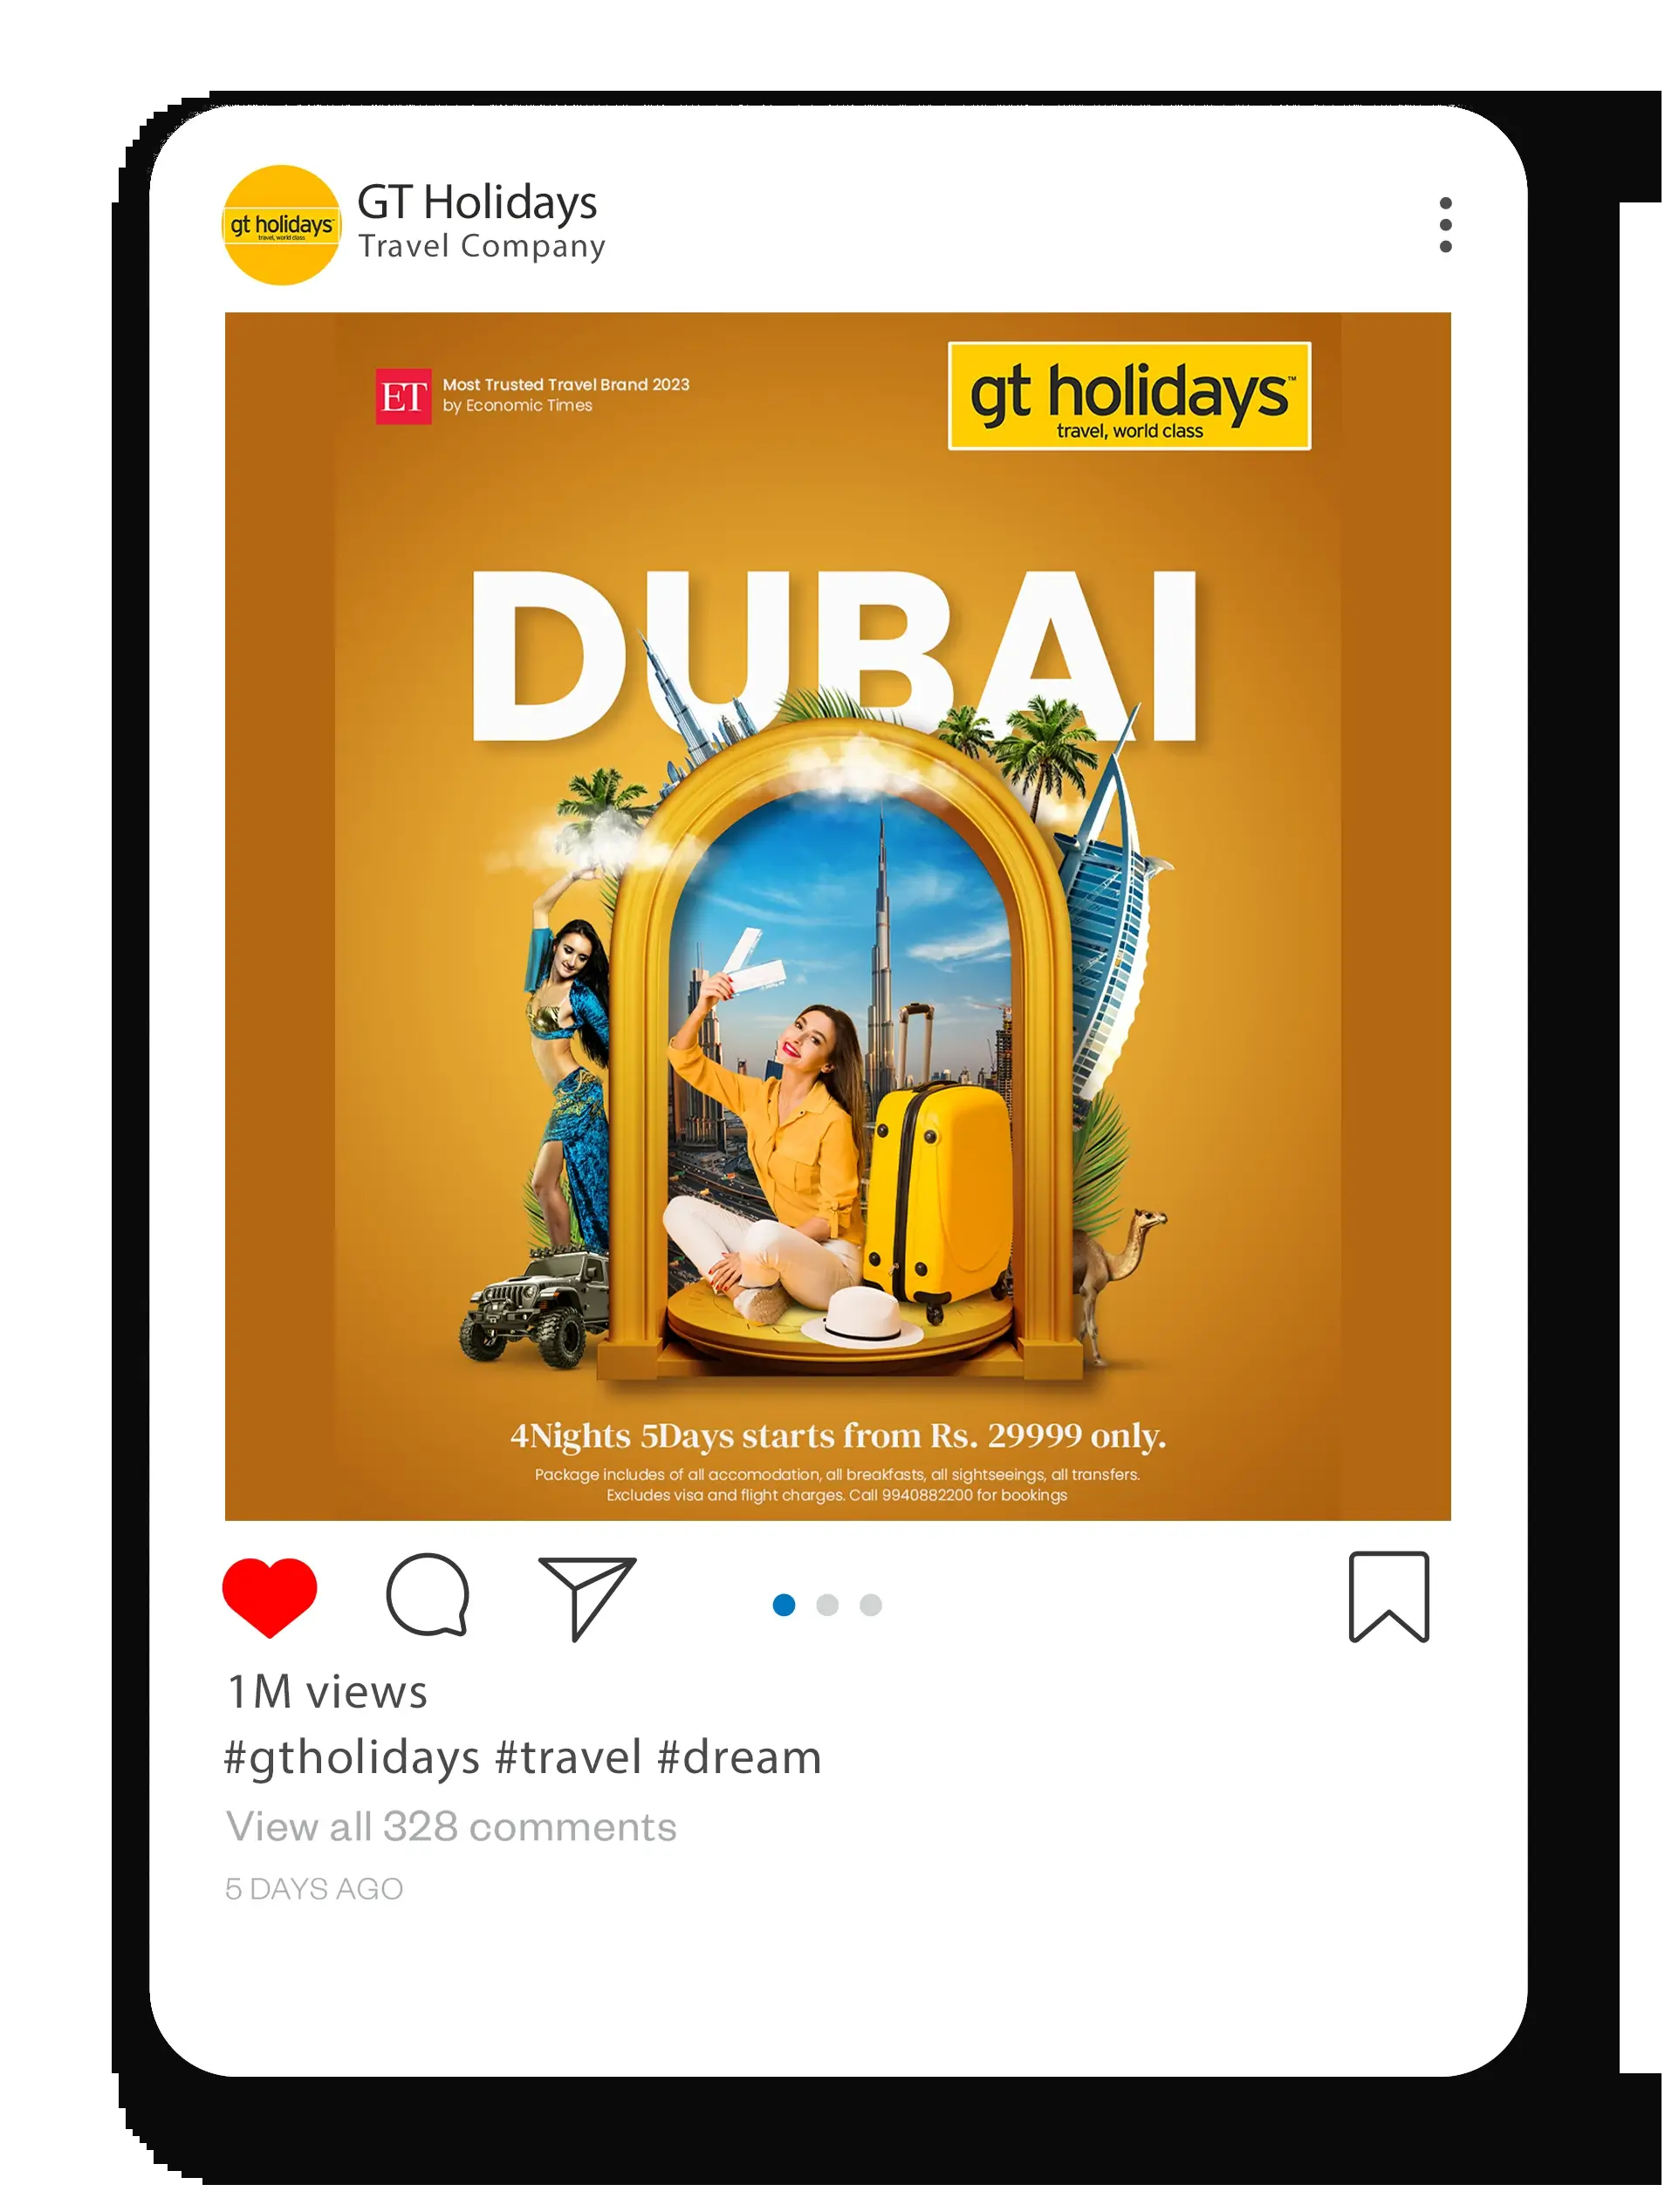 gt holidays
travel, world class
GT Holidays
Travel Company
ET
Most Trusted Travel Brand 2023
by Economic Times
gt holidays™
travel, world class
DUBAI
4Nights 5Days starts from Rs. 29999 only.
Package includes of all accomodation, all breakfasts, all sightseeings, all transfers.
Excludes visa and flight charges. Call 9940882200 for bookings
1M views
#gtholidays #travel #dream
View all 328 comments
5 DAYS AGO